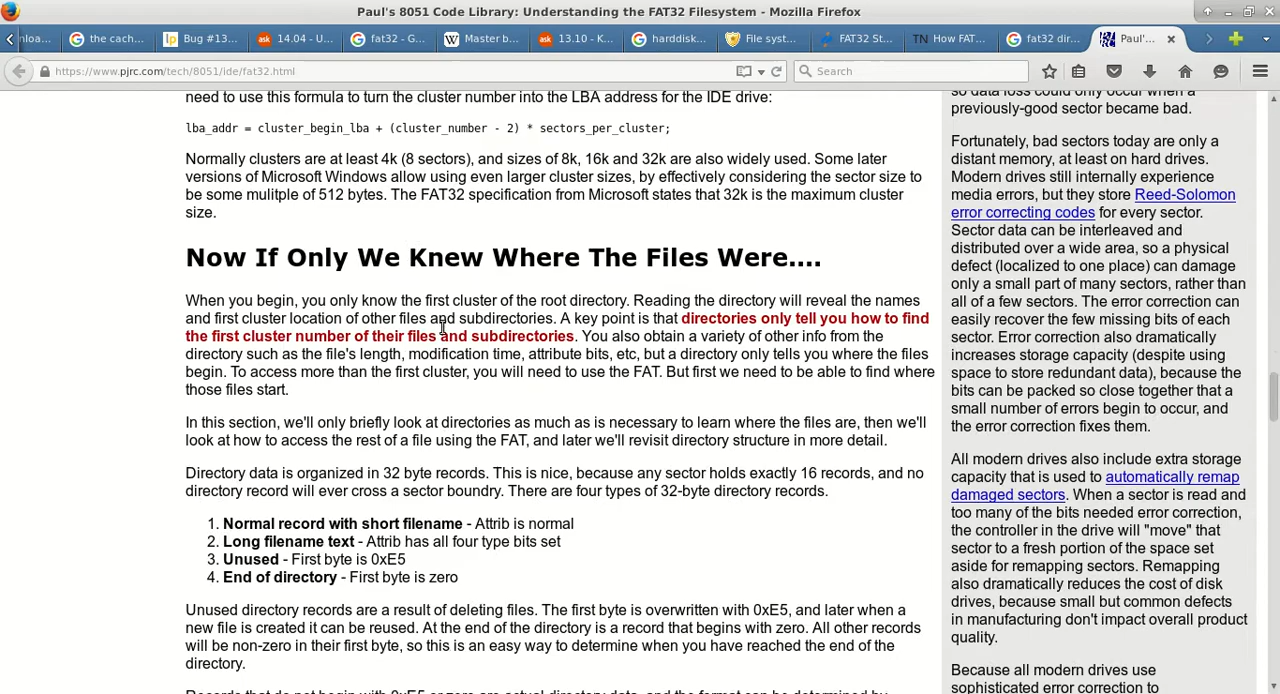 Paul's 8051 Code Library: Understanding the FAT32 Filesystem - Mozilla Firefox
nloa... the cach... Bug #13... 14.04 - U... fat32 - G... Master b... 13.10 - K... harddisk... File syst... FAT32 St... How FAT... fat32 dir... Paul'...
https://www.pjrc.com/tech/8051/ide/fat32.html Search
need to use this formula to turn the cluster number into the LBA address for the IDE drive:
lba_addr = cluster_begin_lba + (cluster_number - 2) * sectors_per_cluster;
Normally clusters are at least 4k (8 sectors), and sizes of 8k, 16k and 32k are also widely used. Some later
versions of Microsoft Windows allow using even larger cluster sizes, by effectively considering the sector size to
be some mulitple of 512 bytes. The FAT32 specification from Microsoft states that 32k is the maximum cluster
size.
Now If Only We Knew Where The Files Were....
When you begin, you only know the first cluster of the root directory. Reading the directory will reveal the names
and first cluster location of other files and subdirectories. A key point is that directories only tell you how to find
the first cluster number of their files and subdirectories. You also obtain a variety of other info from the
directory such as the file's length, modification time, attribute bits, etc, but a directory only tells you where the files
begin. To access more than the first cluster, you will need to use the FAT. But first we need to be able to find where
those files start.
In this section, we'll only briefly look at directories as much as is necessary to learn where the files are, then we'll
look at how to access the rest of a file using the FAT, and later we'll revisit directory structure in more detail.
Directory data is organized in 32 byte records. This is nice, because any sector holds exactly 16 records, and no
directory record will ever cross a sector boundry. There are four types of 32-byte directory records.
1. Normal record with short filename - Attrib is normal
2. Long filename text - Attrib has all four type bits set
3. Unused - First byte is 0xE5
4. End of directory - First byte is zero
Unused directory records are a result of deleting files. The first byte is overwritten with 0xE5, and later when a
new file is created it can be reused. At the end of the directory is a record that begins with zero. All other records
will be non-zero in their first byte, so this is an easy way to determine when you have reached the end of the
directory.
Records that do not begin with 0xE5 or zero are actual directory data, and the format can be determined by
so data loss could only occur when a
previously-good sector became bad.
Fortunately, bad sectors today are only a
distant memory, at least on hard drives.
Modern drives still internally experience
media errors, but they store Reed-Solomon
error correcting codes for every sector.
Sector data can be interleaved and
distributed over a wide area, so a physical
defect (localized to one place) can damage
only a small part of many sectors, rather than
all of a few sectors. The error correction can
easily recover the few missing bits of each
sector. Error correction also dramatically
increases storage capacity (despite using
space to store redundant data), because the
bits can be packed so close together that a
small number of errors begin to occur, and
the error correction fixes them.
All modern drives also include extra storage
capacity that is used to automatically remap
damaged sectors. When a sector is read and
too many of the bits needed error correction,
the controller in the drive will "move" that
sector to a fresh portion of the space set
aside for remapping sectors. Remapping
also dramatically reduces the cost of disk
drives, because small but common defects
in manufacturing don't impact overall product
quality.
Because all modern drives use
sophisticated error correction to